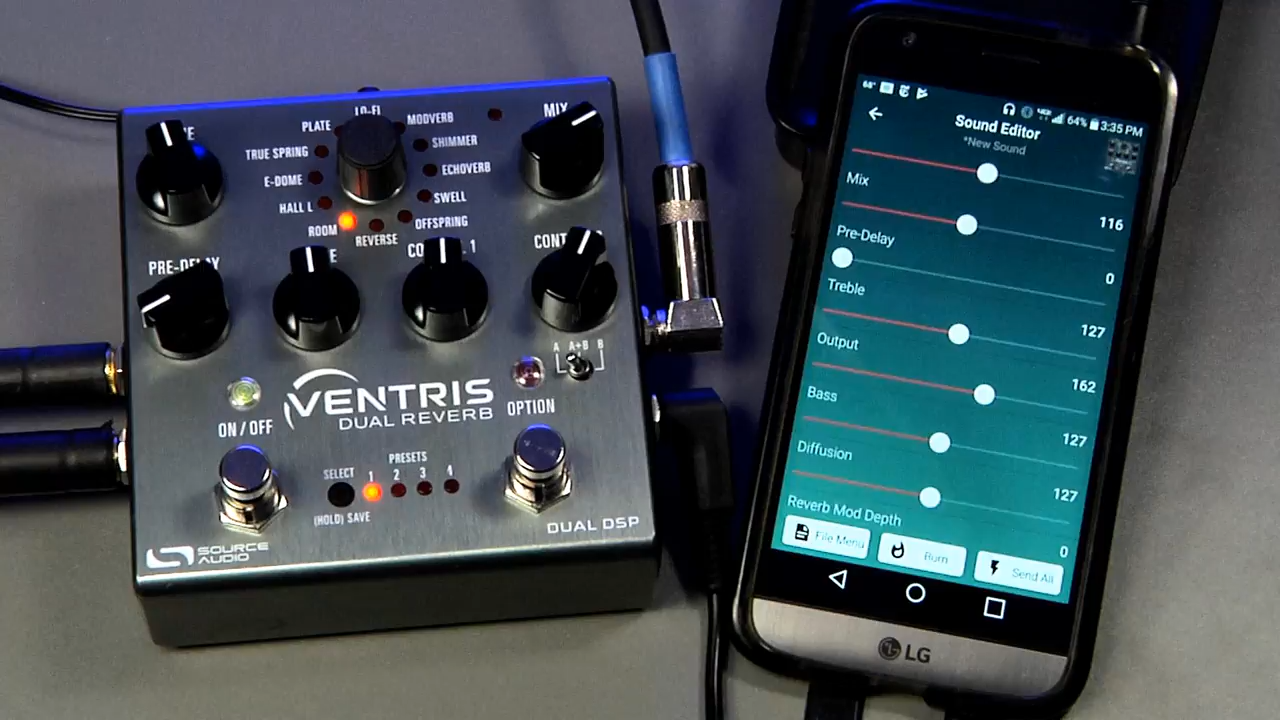 LO-FI
PLATE
MODVERB
MIX
TRUE SPRING
SHIMMER
E-DOME
ECHOVERB
HALL L
SWELL
ROOM
OFFSPRING
REVERSE
PRE-DELAY
A A+B B
VENTRIS
DUAL REVERB
ON / OFF
OPTION
PRESETS
SELECT 1 2 3 4
(HOLD) SAVE
DUAL DSP
SOURCE
AUDIO
68°
64% 3:35 PM
Sound Editor
*New Sound
Mix
116
Pre-Delay
0
Treble
127
Output
162
Bass
127
Diffusion
127
Reverb Mod Depth
0
File Menu
Burn
Send All
LG